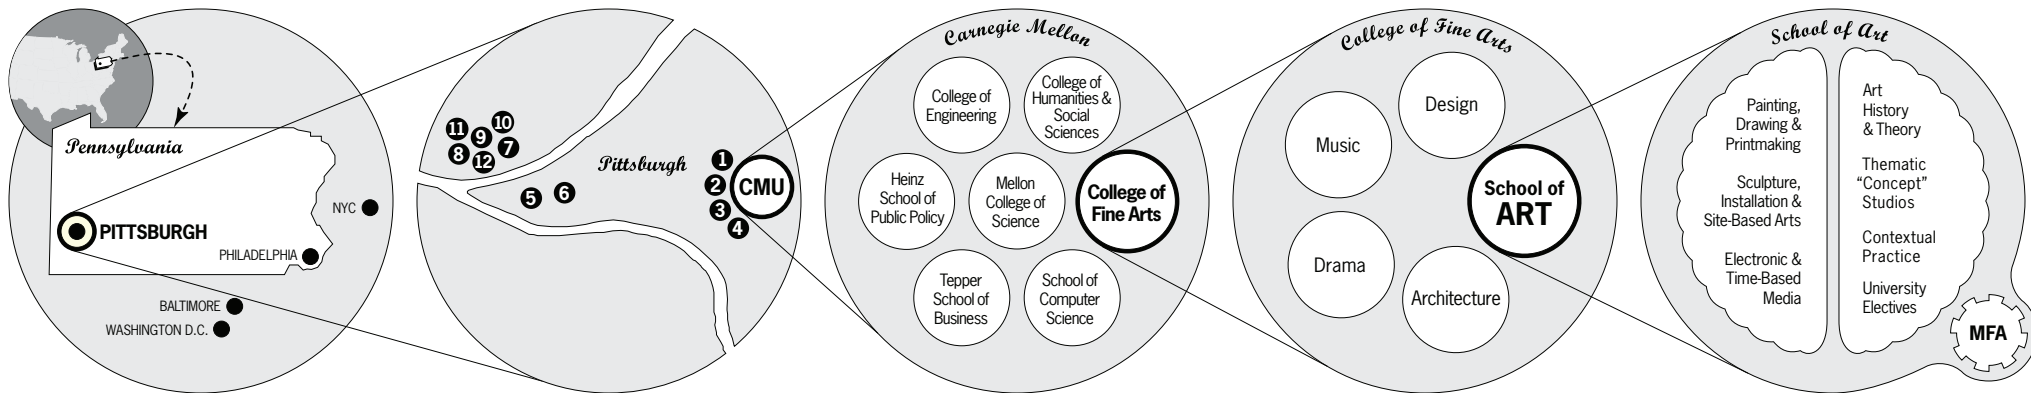 Pennsylvania
PITTSBURGH
NYC
PHILADELPHIA
BALTIMORE
WASHINGTON D.C.
Pittsburgh
11
10
9
8
7
12
5
6
1
2
3
4
CMU
Carnegie Mellon
College of
Engineering
College of
Humanities &
Social
Sciences
Heinz
School of
Public Policy
Mellon
College of
Science
College of
Fine Arts
Tepper
School of
Business
School of
Computer
Science
College of Fine Arts
Design
Music
School of
ART
Drama
Architecture
School of Art
Painting,
Drawing &
Printmaking
Sculpture,
Installation &
Site-Based Arts
Electronic &
Time-Based
Media
Art
History
& Theory
Thematic
“Concept”
Studios
Contextual
Practice
University
Electives
MFA